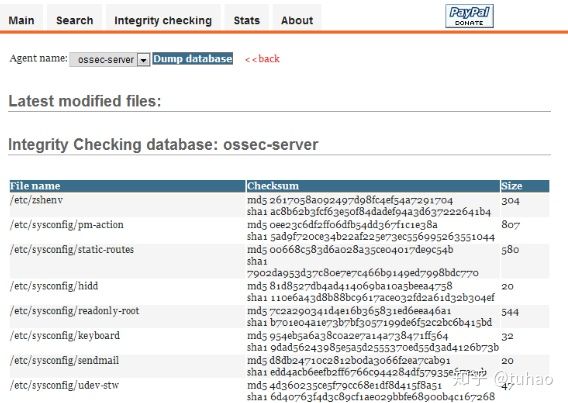 Main Search Integrity checking Stats About PayPal
DONATE
Agent name: ossec-server Dump database <<back
Latest modified files:
Integrity Checking database: ossec-server
File name Checksum Size
/etc/zshenv md5 2617058a092497d98fc4ef54a7291704 304
sha1 ac8b62b3fcf63e50f84dadef94a3d637222641b4
/etc/sysconfig/pm-action md5 0ee23c6df2ff06dfb54dd367f1c1e38a 807
sha1 5ad9f720ce34b22af225e73ec556995263551044
/etc/sysconfig/static-routes md5 00668c583d6a028a35ce04017de9c54b 580
sha1
7902da953d37c80e7e7c466b9149ed7998bdc770
/etc/sysconfig/hidd md5 81d8527db4ad414069ba10a5beea4758 20
sha1 110e6a43d8b88bc9617ace032fd2a61d32b304ef
/etc/sysconfig/readonly-root md5 7c2a290341d4e16b365831ed6eea46a1 544
sha1 b701e04a1e73b7bf3057199de6f52c2bc6b415bd
/etc/sysconfig/keyboard md5 954eb5a6a38c0a2e7a14a738471ff564 32
sha1 9dad56243985e5a5d2555370ed55d3ad4126b73b
/etc/sysconfig/sendmail md5 d8db24710c2812b0da3066f2ea7cab91 20
sha1 edd4acb6eefb2ff6766c944284df57935e
/etc/sysconfig/udev-stw md5 4d360235ce5f79cc68e1df8d415f8a51 47
sha1 6d40763f4d3c89cf1ae029bbfe6890ob4c167268
知乎 @tuhao